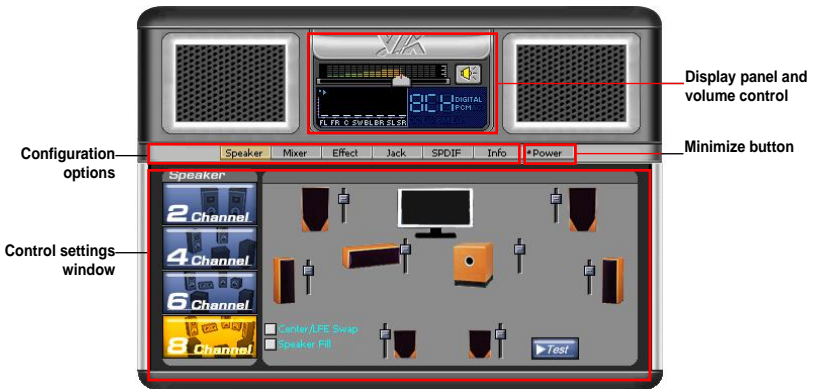 VIA
8CH DIGITAL
PCM
FL FR C SW BL BR SL SR
Display panel and
volume control
Configuration
options
Speaker Mixer Effect Jack SPDIF Info Power
Minimize button
Speaker
2 Channel
4 Channel
6 Channel
8 Channel
Control settings
window
Center/LFE Swap
Speaker Fill
Test